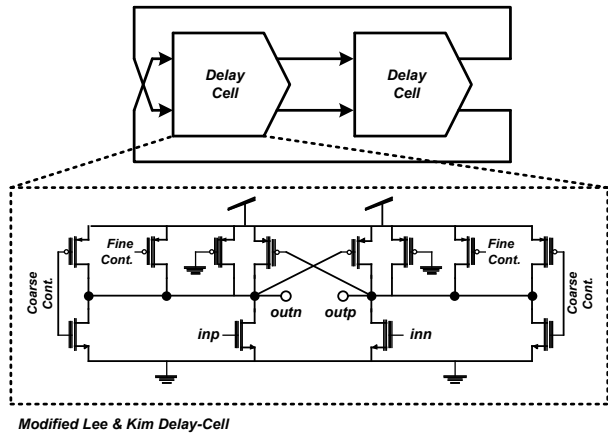 Delay
Cell
Delay
Cell
Coarse
Cont.
Fine
Cont.
Fine
Cont.
Coarse
Cont.
outn
outp
inp
inn
Modified Lee & Kim Delay-Cell